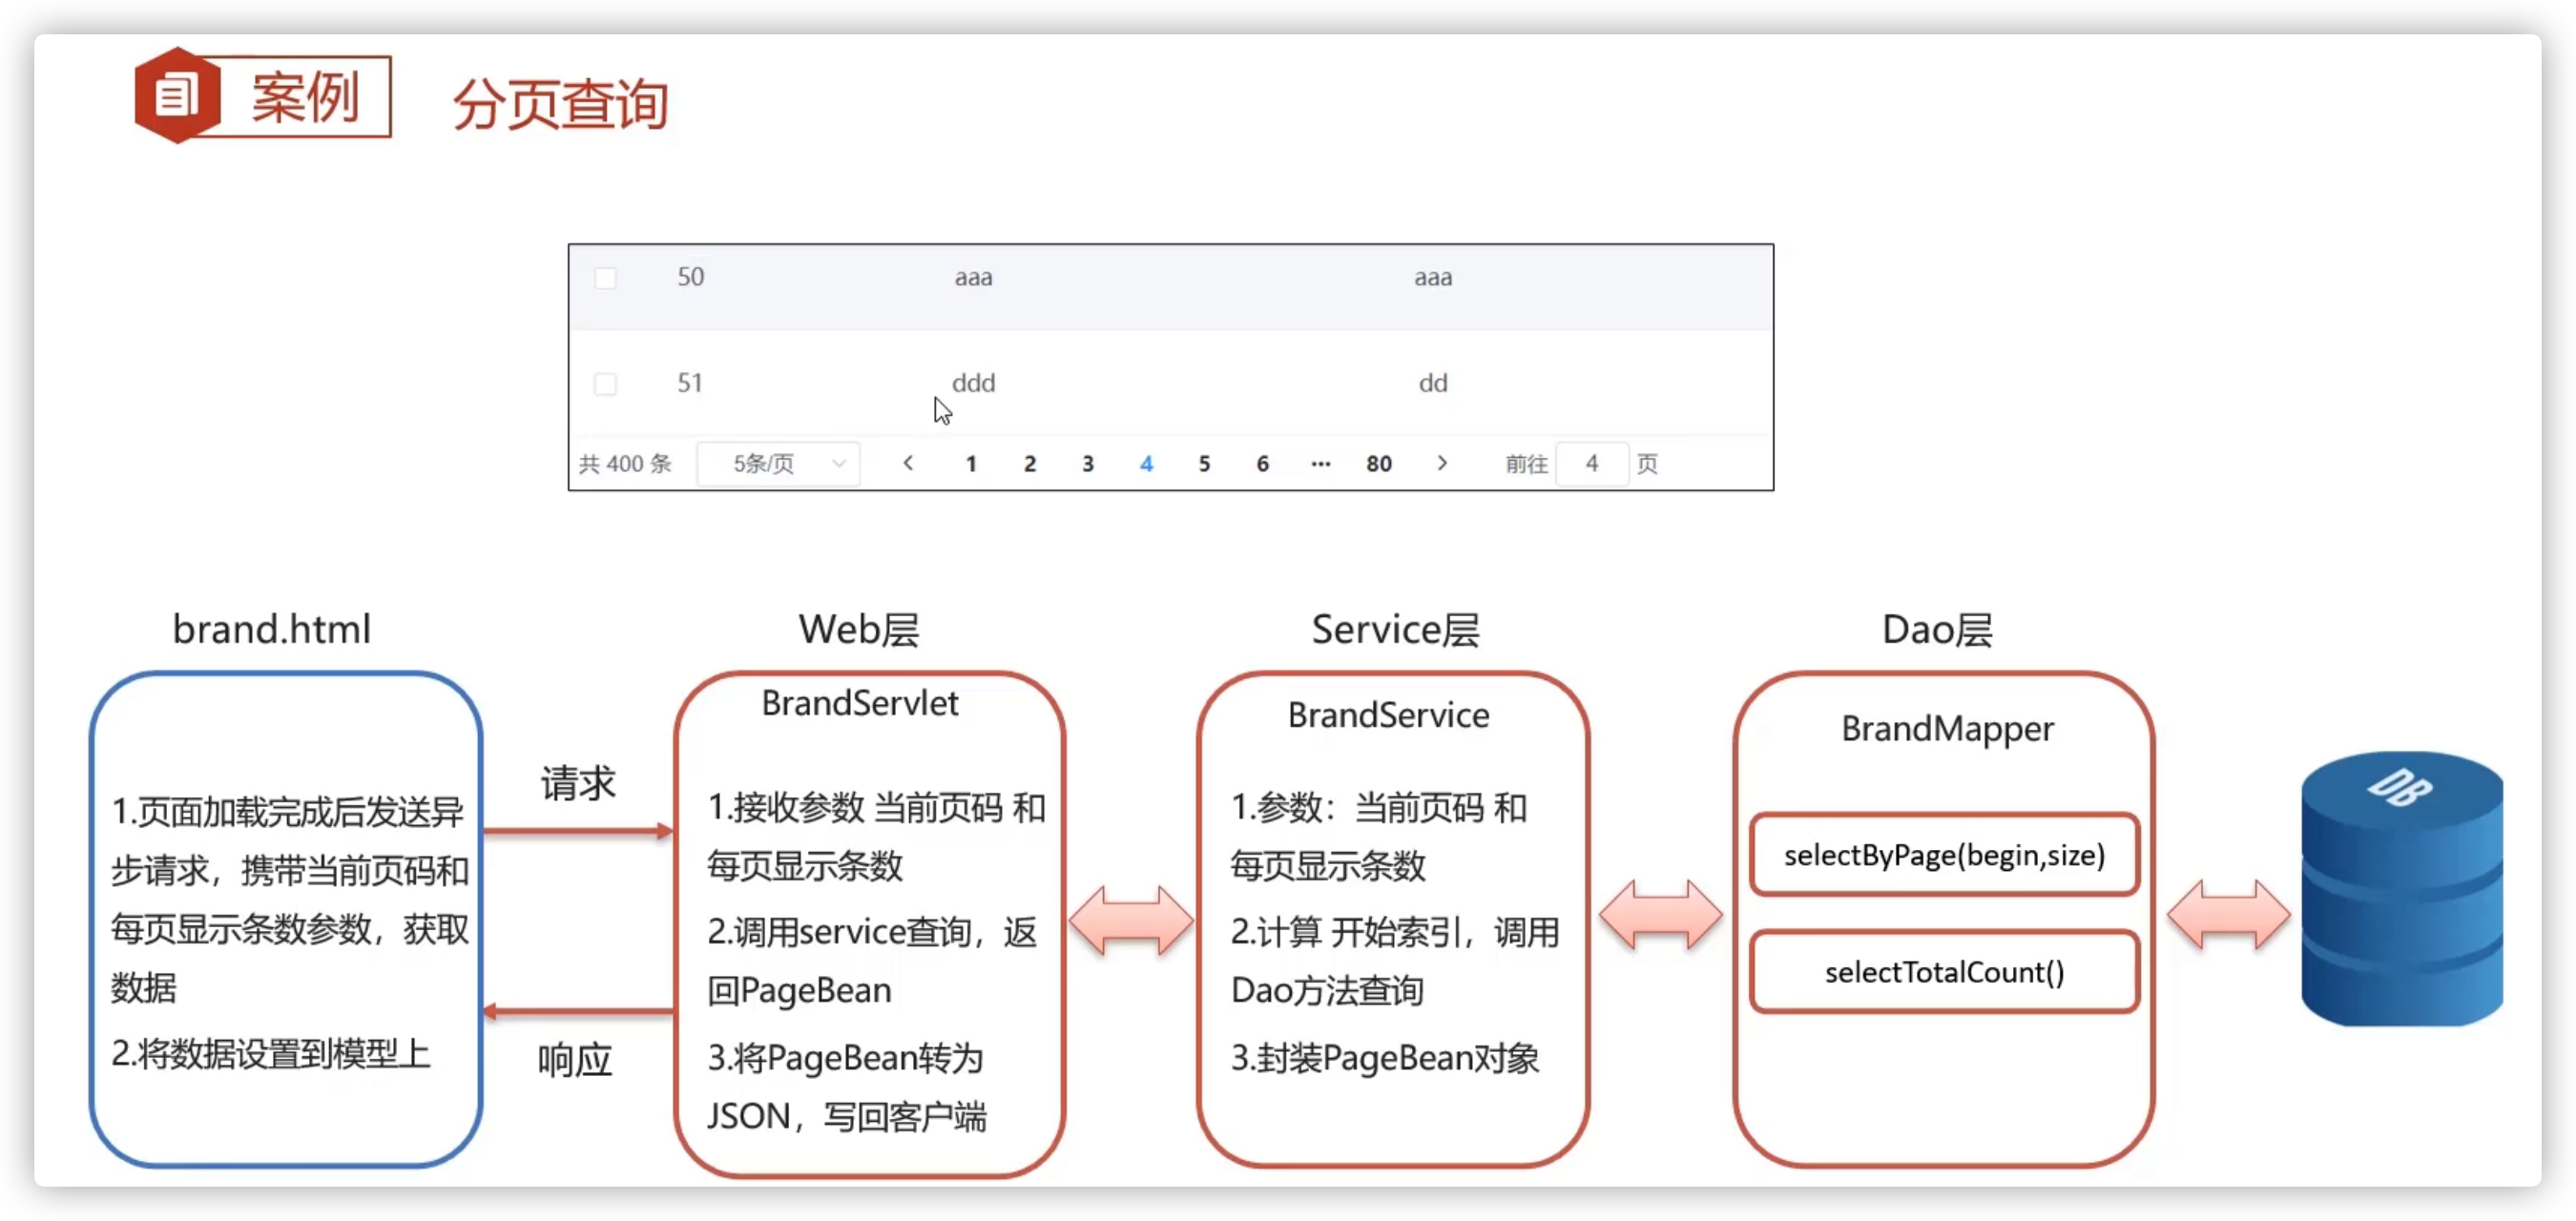 案例
分页查询
50 aaa aaa
51 ddd dd
共 400 条 5条/页 < 1 2 3 4 5 6 ··· 80 > 前往 4 页
brand.html
1.页面加载完成后发送异
步请求，携带当前页码和
每页显示条数参数，获取
数据
2.将数据设置到模型上
请求
响应
Web层
BrandServlet
1.接收参数 当前页码 和
每页显示条数
2.调用service查询，返
回PageBean
3.将PageBean转为
JSON，写回客户端
Service层
BrandService
1.参数：当前页码 和
每页显示条数
2.计算 开始索引，调用
Dao方法查询
3.封装PageBean对象
Dao层
BrandMapper
selectByPage(begin,size)
selectTotalCount()
DB